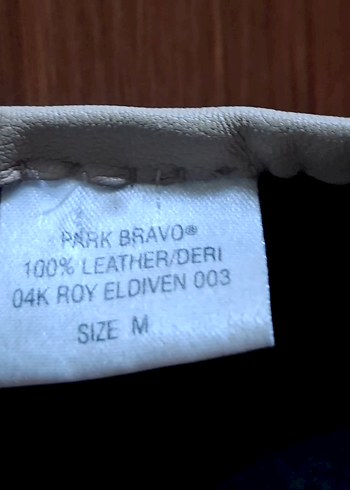 PARK BRAVO®
100% LEATHER/DERI
04K ROY ELDIVEN 003
SIZE M